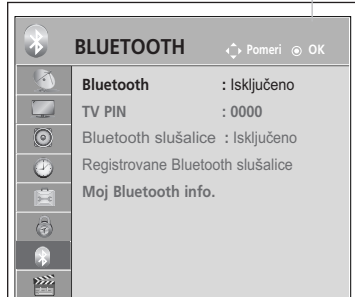 BLUETOOTH Pomeri OK
Bluetooth : Isključeno
TV PIN : 0000
Bluetooth slušalice : Isključeno
Registrovane Bluetooth slušalice
Moj Bluetooth info.